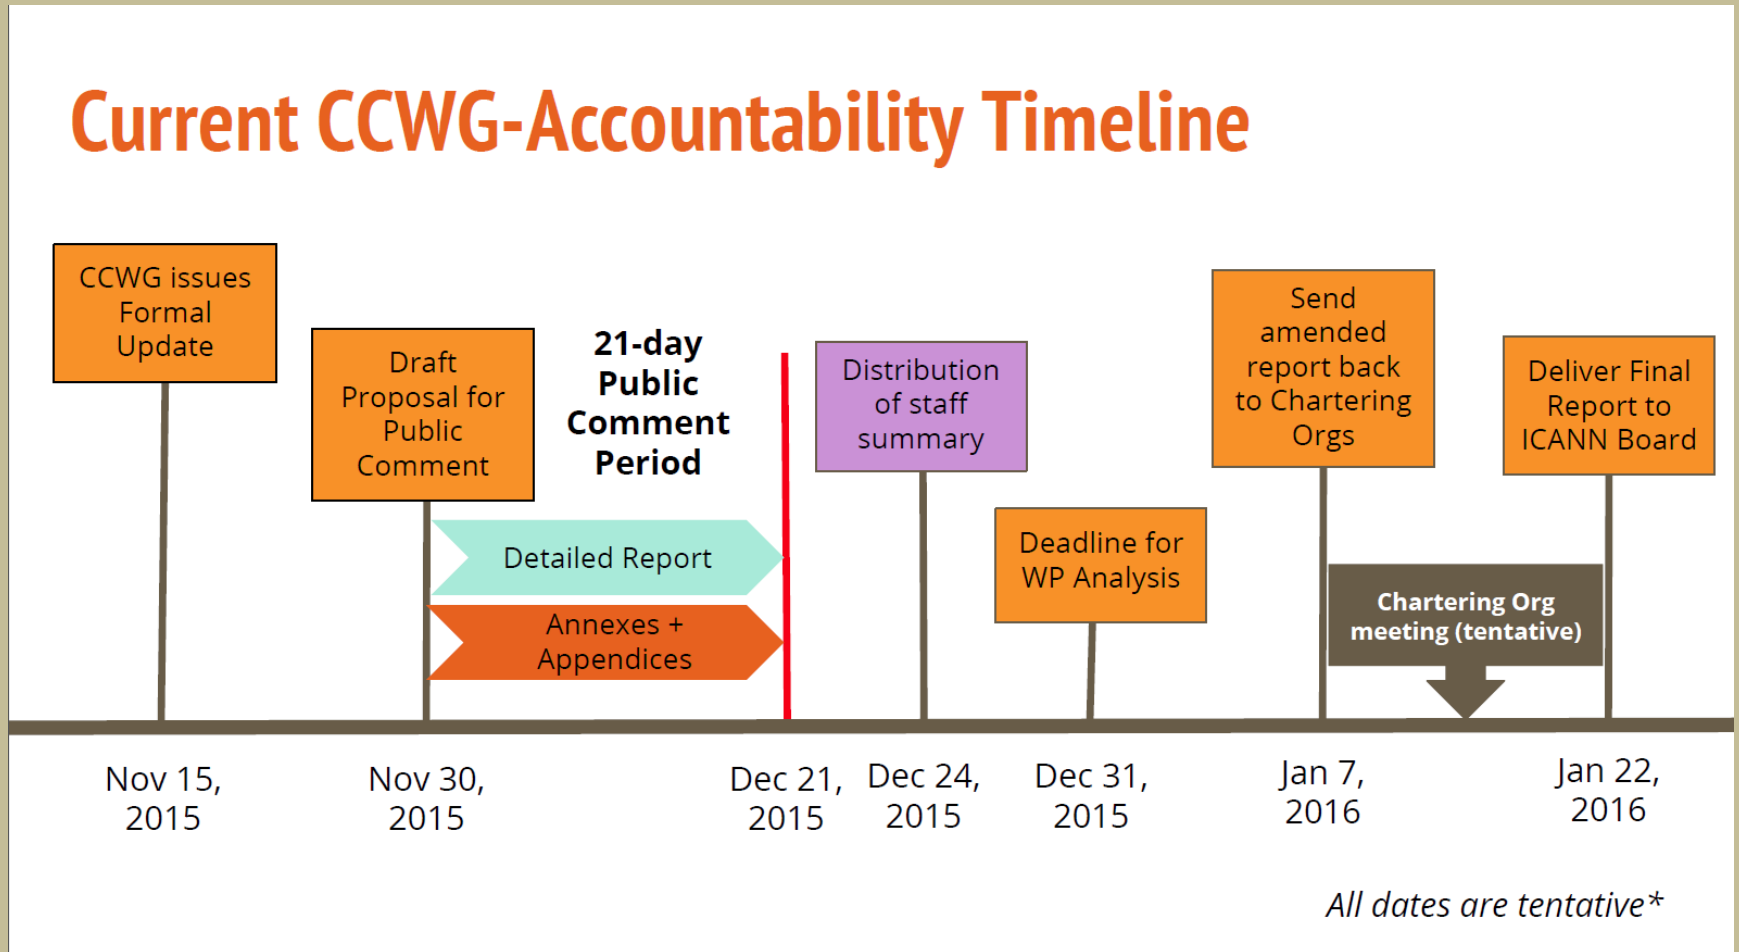 Current CCWG-Accountability Timeline
CCWG issues
Formal
Update
Draft
Proposal for
Public
Comment
21-day
Public
Comment
Period
Detailed Report
Annexes +
Appendices
Distribution
of staff
summary
Deadline for
WP Analysis
Send
amended
report back
to Chartering
Orgs
Chartering Org
meeting (tentative)
Deliver Final
Report to
ICANN Board
Nov 15,
2015
Nov 30,
2015
Dec 21,
2015
Dec 24,
2015
Dec 31,
2015
Jan 7,
2016
Jan 22,
2016
All dates are tentative*